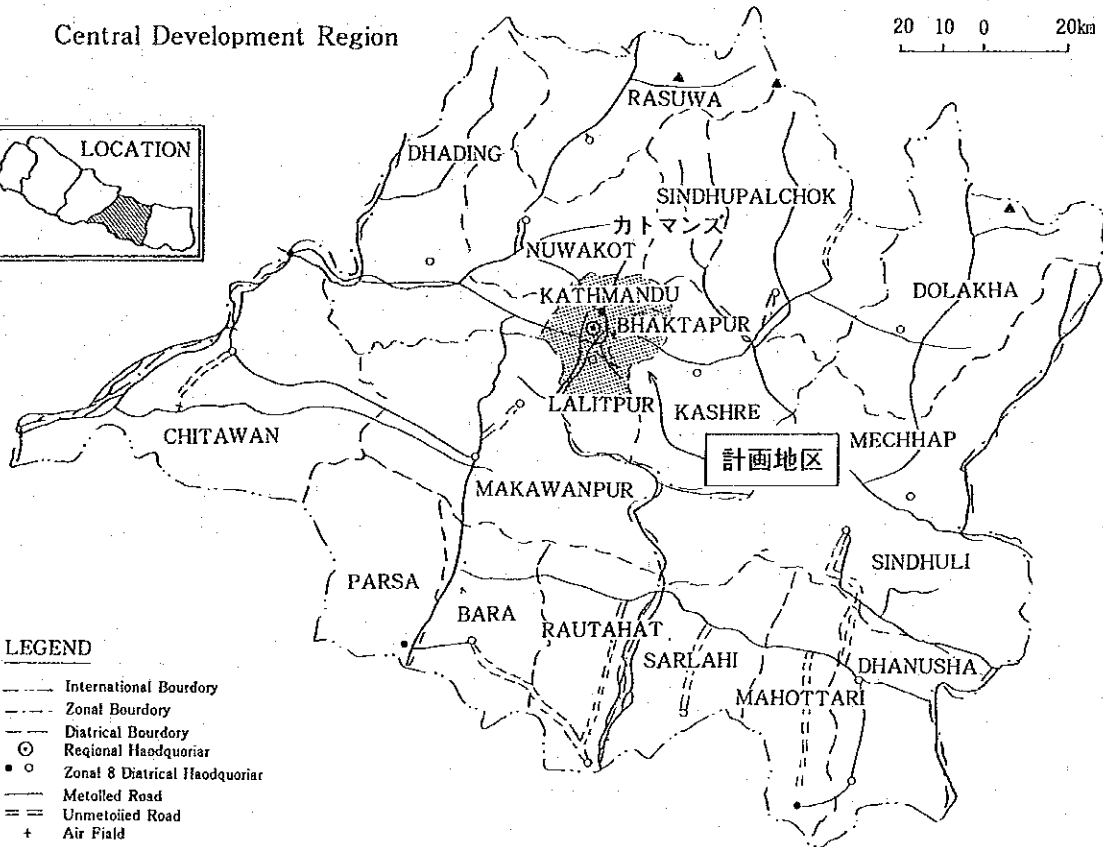 Central Development Region
20 10 0 20km
LOCATION
RASUWA
DHADING
SINDHUPALCHOK
カトマンズ
NUWAKOT
KATHMANDU
DOLAKHA
BHAKTAPUR
LALITPUR
KASHRE
CHITAWAN
MECHHAP
計画地区
MAKAWANPUR
SINDHULI
PARSA
BARA
RAUTAHAT
SARLAHI
DHANUSHA
MAHOTTARI
LEGEND
International Bourdory
Zonal Bourdory
Diatrical Bourdory
Reqional Haodquoriar
Zonal 8 Diatrical Haodquoriar
Metolled Road
Unmetolied Road
Air Fiald